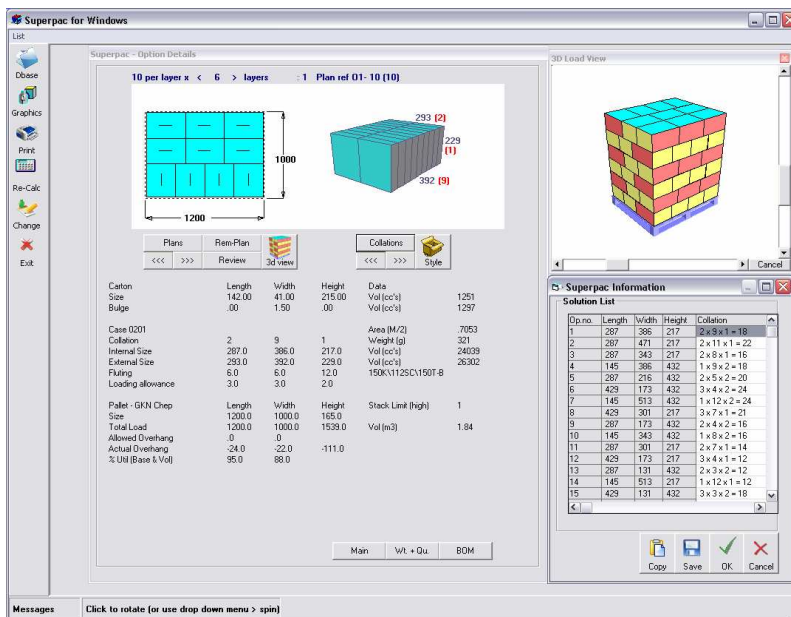 Superpac for Windows
List
Dbase
Graphics
Print
Re-Calc
Change
Exit
Superpac - Option Details
10 per layer x < 6 > layers : 1 Plan ref O1- 10 (10)
1000
1200
293 (2)
229
(1)
392 (9)
Plans Rem-Plan
<<< >>> Review 3d view
Collations
<<< >>> Style
Carton Length Width Height Data
Size 142.00 41.00 215.00 Vol (cc's) 1251
Bulge .00 1.50 .00 Vol (cc's) 1297
Case 0201 Area (M/2) .7053
Collation 2 9 1 Weight (g) 321
Internal Size 287.0 386.0 217.0 Vol (cc's) 24039
External Size 293.0 392.0 229.0 Vol (cc's) 26302
Fluting 6.0 6.0 12.0 150K\112SC\150T-B
Loading allowance 3.0 3.0 2.0
Pallet - GKN Chep Length Width Height Stack Limit (high) 1
Size 1200.0 1000.0 165.0
Total Load 1200.0 1000.0 1539.0 Vol (m3) 1.84
Allowed Overhang .0 .0
Actual Overhang -24.0 -22.0 -111.0
% Util (Base & Vol) 95.0 88.0
Main Wt. + Qu. BOM
3D Load View
Cancel
Superpac Information
Solution List
Op.no. Length Width Height Collation
1 287 386 217 2 x 9 x 1 = 18
2 287 471 217 2 x 11 x 1 = 22
3 287 343 217 2 x 8 x 1 = 16
4 145 386 432 1 x 9 x 2 = 18
5 287 216 432 2 x 5 x 2 = 20
6 429 173 432 3 x 4 x 2 = 24
7 145 513 432 1 x 12 x 2 = 24
8 429 301 217 3 x 7 x 1 = 21
9 287 173 432 2 x 4 x 2 = 16
10 145 343 432 1 x 8 x 2 = 16
11 287 301 217 2 x 7 x 1 = 14
12 429 173 217 3 x 4 x 1 = 12
13 287 131 432 2 x 3 x 2 = 12
14 145 513 217 1 x 12 x 1 = 12
15 429 131 432 3 x 3 x 2 = 18
Copy Save OK Cancel
Messages Click to rotate (or use drop down menu > spin)